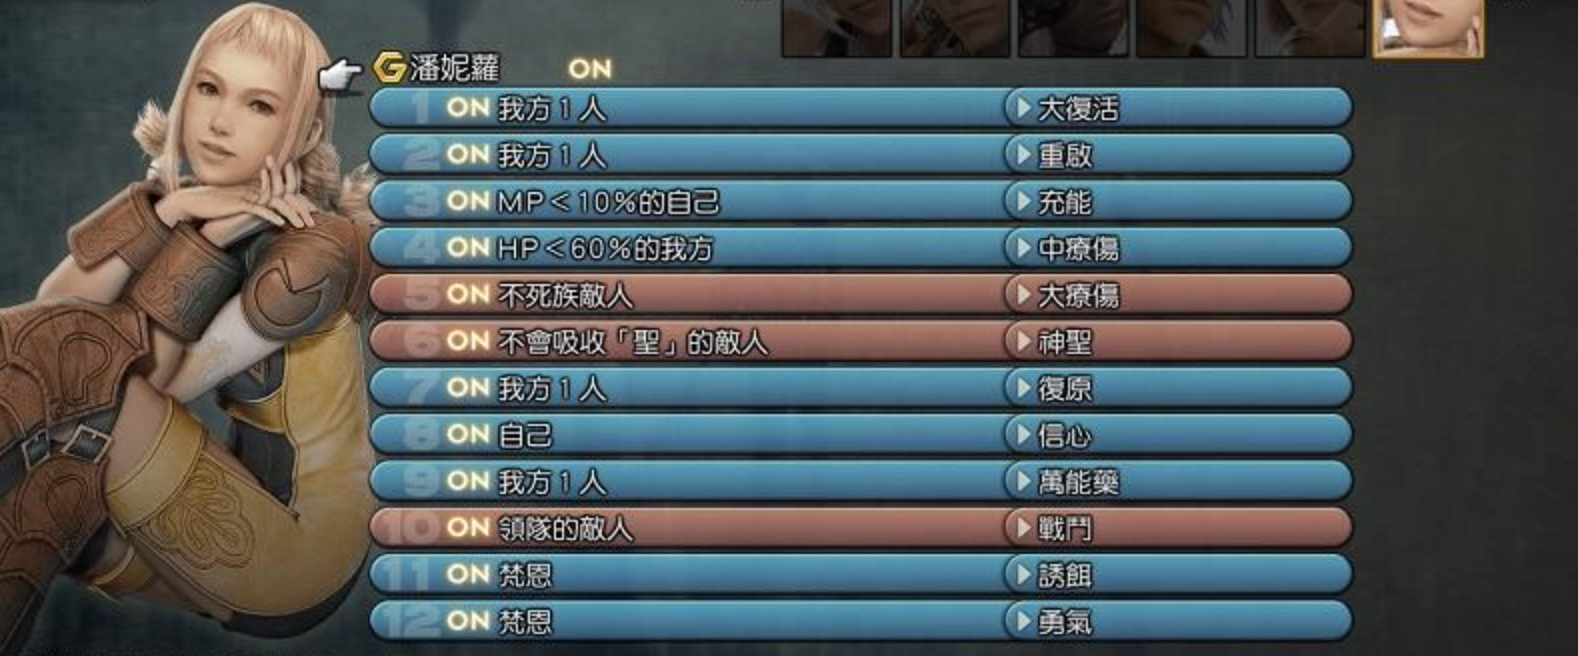 潘妮蘿 ON
1 ON 我方1人 大復活
2 ON 我方1人 重啟
3 ON MP<10%的自己 充能
4 ON HP<60%的我方 中療傷
5 ON 不死族敵人 大療傷
6 ON 不會吸收「聖」的敵人 神聖
7 ON 我方1人 復原
8 ON 自己 信心
9 ON 我方1人 萬能藥
10 ON 領隊的敵人 戰鬥
11 ON 梵恩 誘餌
12 ON 梵恩 勇氣